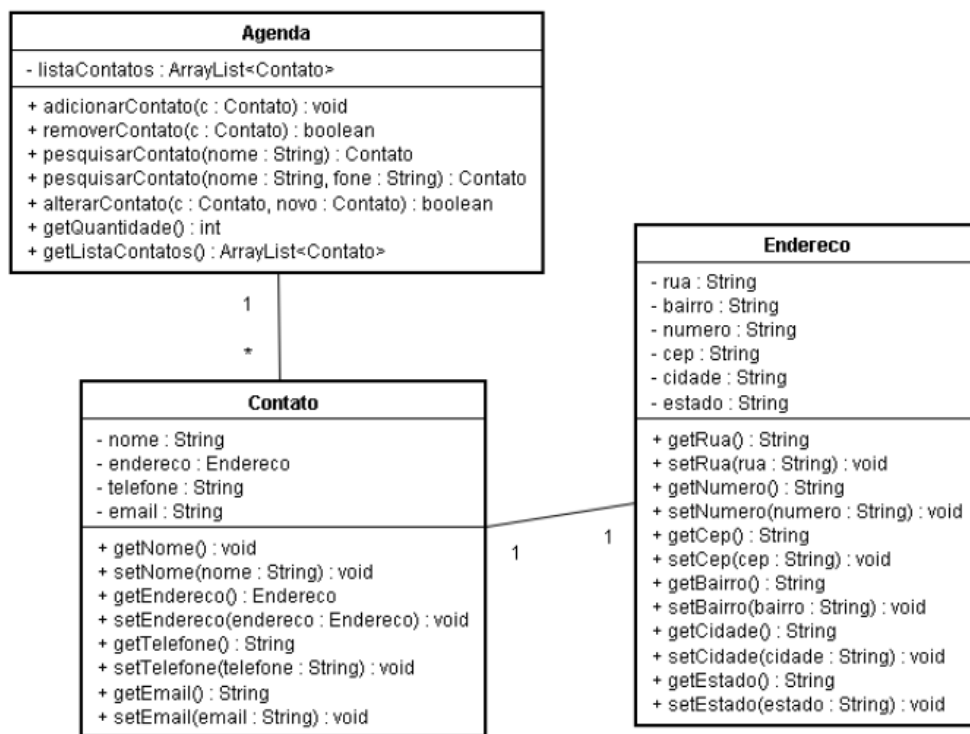 Agenda
- listaContatos : ArrayList<Contato>
+ adicionarContato(c : Contato) : void
+ removerContato(c : Contato) : boolean
+ pesquisarContato(nome : String) : Contato
+ pesquisarContato(nome : String, fone : String) : Contato
+ alterarContato(c : Contato, novo : Contato) : boolean
+ getQuantidade() : int
+ getListaContatos() : ArrayList<Contato>
1
*
Contato
- nome : String
- endereco : Endereco
- telefone : String
- email : String
+ getNome() : void
+ setNome(nome : String) : void
+ getEndereco() : Endereco
+ setEndereco(endereco : Endereco) : void
+ getTelefone() : String
+ setTelefone(telefone : String) : void
+ getEmail() : String
+ setEmail(email : String) : void
1
1
Endereco
- rua : String
- bairro : String
- numero : String
- cep : String
- cidade : String
- estado : String
+ getRua() : String
+ setRua(rua : String) : void
+ getNumero() : String
+ setNumero(numero : String) : void
+ getCep() : String
+ setCep(cep : String) : void
+ getBairro() : String
+ setBairro(bairro : String) : void
+ getCidade() : String
+ setCidade(cidade : String) : void
+ getEstado() : String
+ setEstado(estado : String) : void